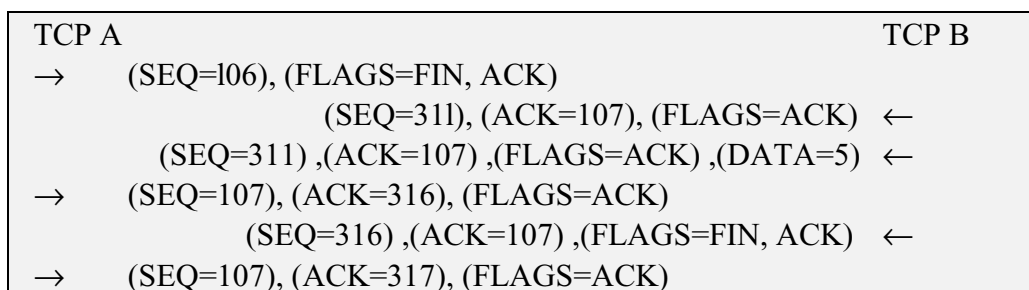 TCP A TCP B
→ (SEQ=l06), (FLAGS=FIN, ACK)
(SEQ=31l), (ACK=107), (FLAGS=ACK) ←
(SEQ=311) ,(ACK=107) ,(FLAGS=ACK) ,(DATA=5) ←
→ (SEQ=107), (ACK=316), (FLAGS=ACK)
(SEQ=316) ,(ACK=107) ,(FLAGS=FIN, ACK) ←
→ (SEQ=107), (ACK=317), (FLAGS=ACK)